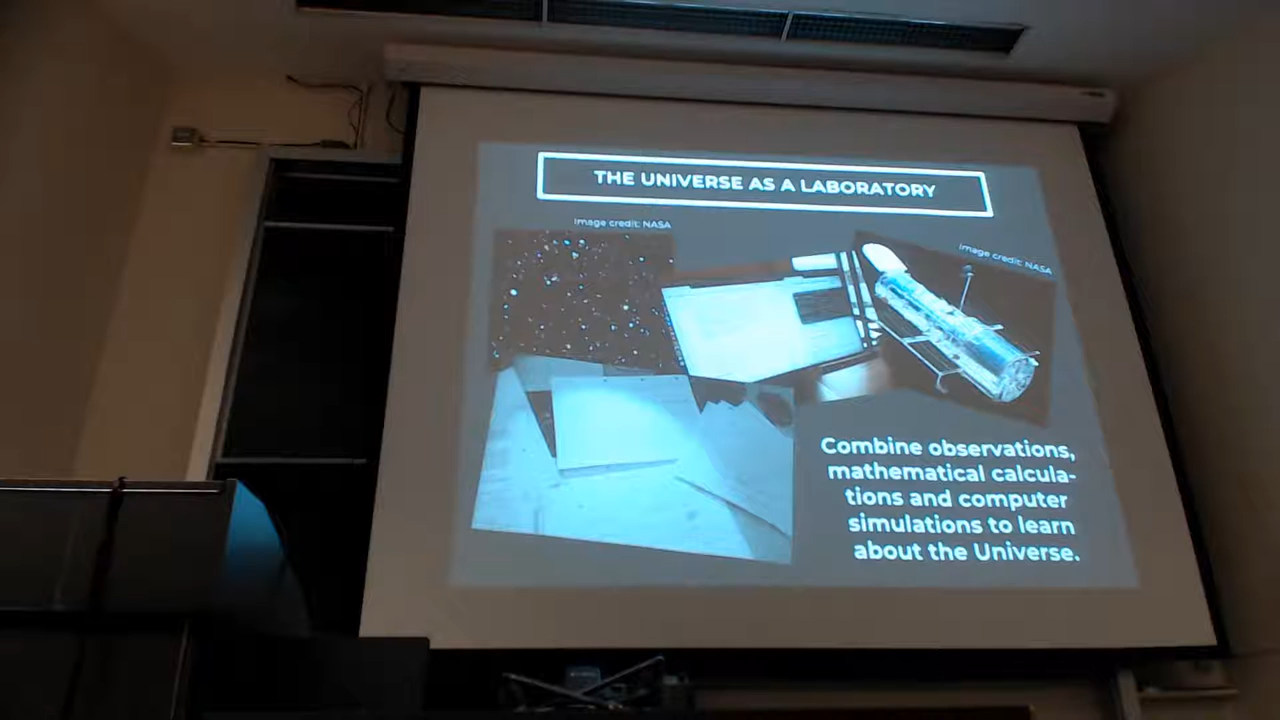 THE UNIVERSE AS A LABORATORY
Image credit: NASA
Image credit: NASA
Combine observations,
mathematical calcula-
tions and computer
simulations to learn
about the Universe.